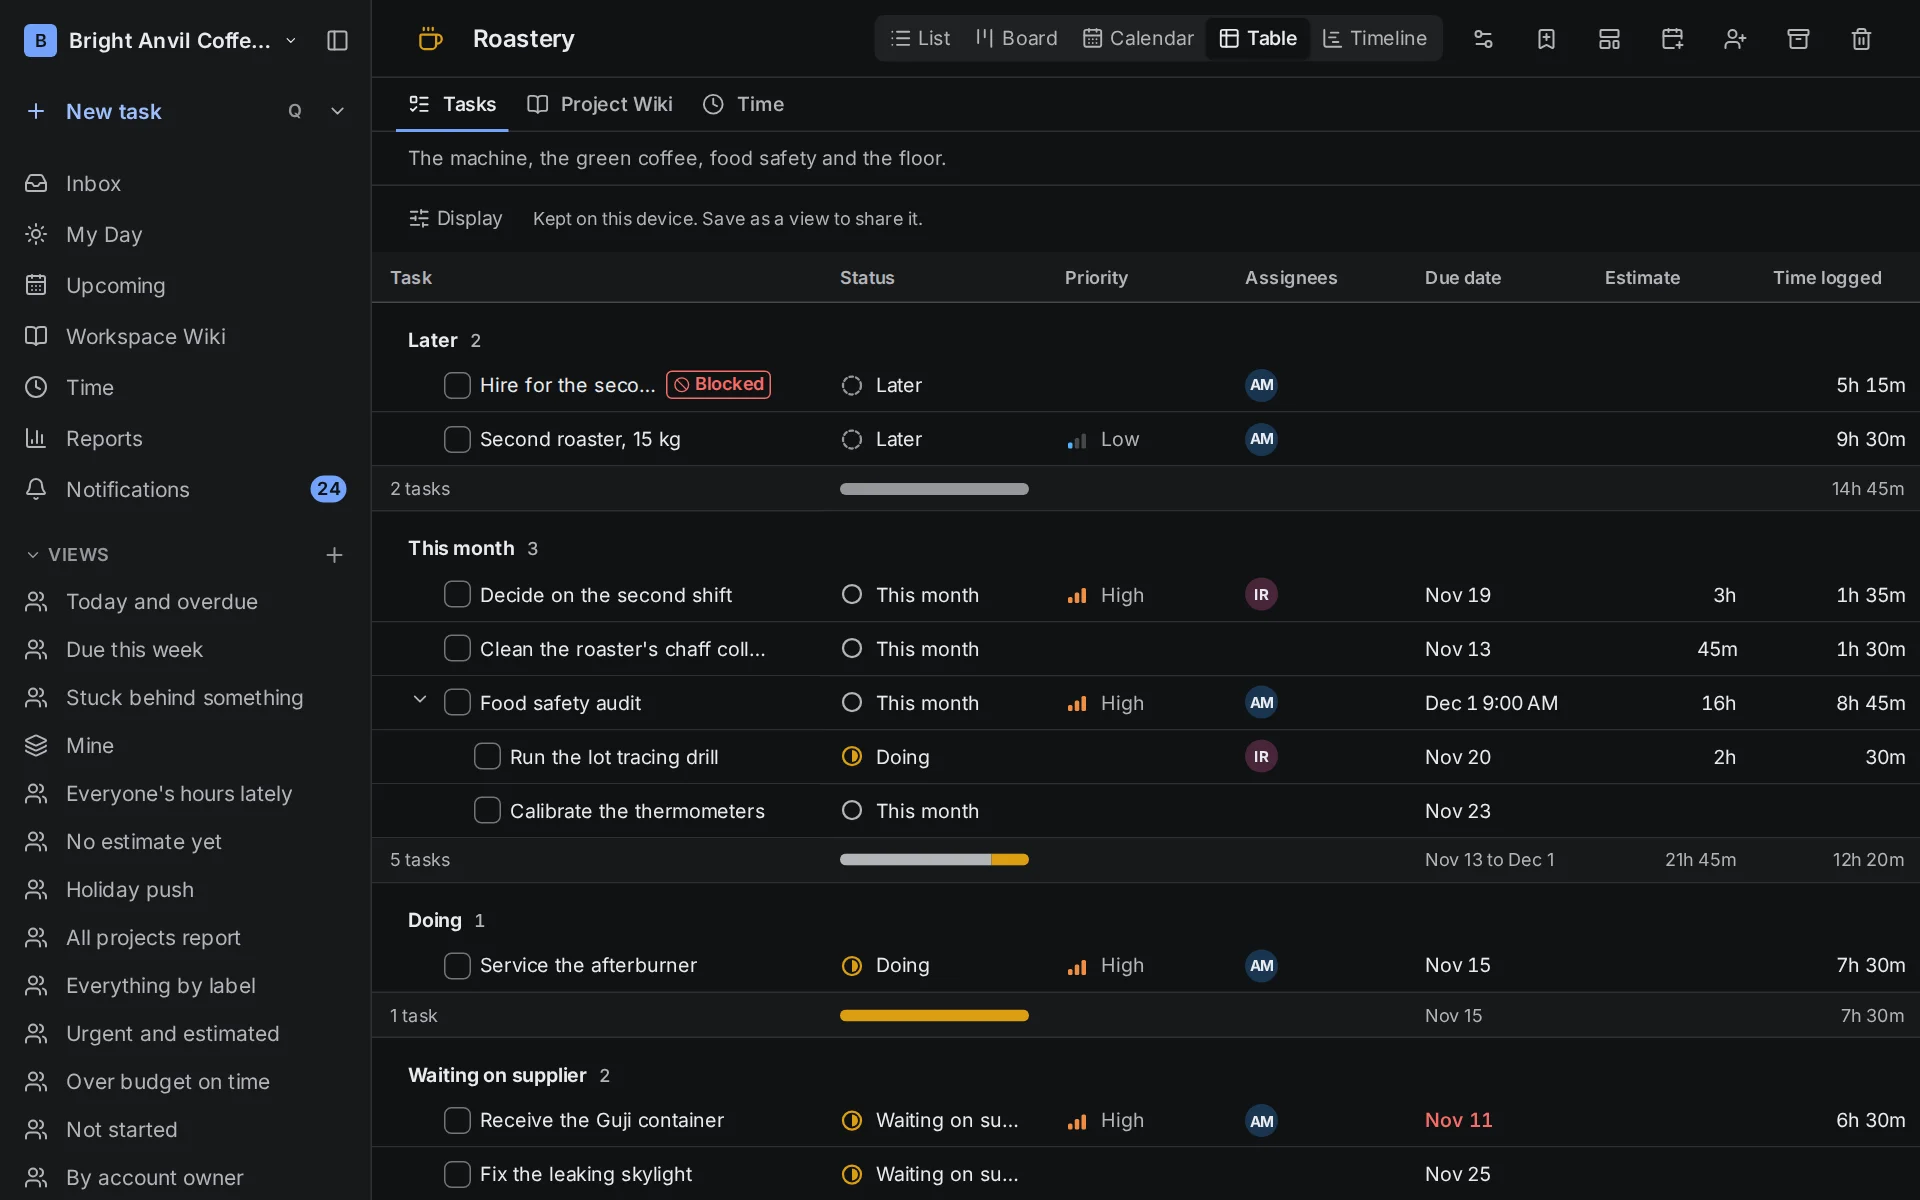 B Bright Anvil Coffe...
New task Q
Inbox
My Day
Upcoming
Workspace Wiki
Time
Reports
Notifications 24
VIEWS
Today and overdue
Due this week
Stuck behind something
Mine
Everyone's hours lately
No estimate yet
Holiday push
All projects report
Everything by label
Urgent and estimated
Over budget on time
Not started
By account owner
Roastery
List Board Calendar Table Timeline
Tasks Project Wiki Time
The machine, the green coffee, food safety and the floor.
Display Kept on this device. Save as a view to share it.
Task Status Priority Assignees Due date Estimate Time logged
Later 2
Hire for the seco... Blocked Later AM 5h 15m
Second roaster, 15 kg Later Low AM 9h 30m
2 tasks 14h 45m
This month 3
Decide on the second shift This month High IR Nov 19 3h 1h 35m
Clean the roaster's chaff coll... This month Nov 13 45m 1h 30m
Food safety audit This month High AM Dec 1 9:00 AM 16h 8h 45m
Run the lot tracing drill Doing IR Nov 20 2h 30m
Calibrate the thermometers This month Nov 23
5 tasks Nov 13 to Dec 1 21h 45m 12h 20m
Doing 1
Service the afterburner Doing High AM Nov 15 7h 30m
1 task Nov 15 7h 30m
Waiting on supplier 2
Receive the Guji container Waiting on su... High AM Nov 11 6h 30m
Fix the leaking skylight Waiting on su... Nov 25